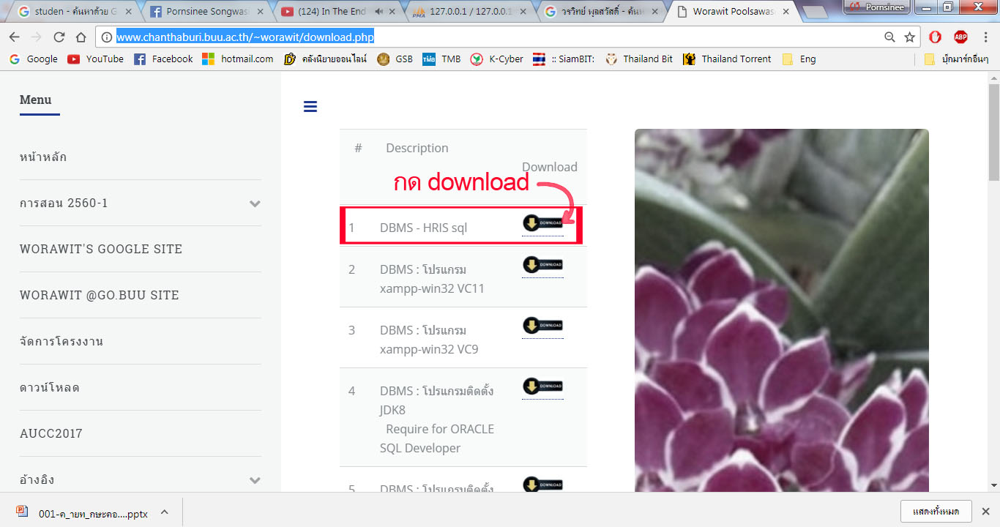 studen - ค้นหาด้วย G
Pornsinee Songwas
(124) In The End
127.0.0.1 / 127.0.0.1
วรวิทย์ พูลสวัสดิ์ - ค้นหา
Worawit Poolsawas
Pornsinee
www.chanthaburi.buu.ac.th/~worawit/download.php
ABP
Google
YouTube
Facebook
hotmail.com
คลังนิยายออนไลน์
GSB
TMB
K-Cyber
:: SiamBIT:
Thailand Bit
Thailand Torrent
Eng
บุ๊กมาร์กอื่นๆ
Menu
หน้าหลัก
การสอน 2560-1
WORAWIT'S GOOGLE SITE
WORAWIT @GO.BUU SITE
จัดการโครงงาน
ดาวน์โหลด
AUCC2017
อ้างอิง
# Description
Download
กด download
1 DBMS - HRIS sql DOWNLOAD
2 DBMS : โปรแกรม DOWNLOAD
xampp-win32 VC11
3 DBMS : โปรแกรม DOWNLOAD
xampp-win32 VC9
4 DBMS : โปรแกรมติดตั้ง DOWNLOAD
JDK8
Require for ORACLE
SQL Developer
5 DBMS : โปรแกรมติดตั้ง DOWNLOAD
001-ค_ายท_กษะคอ....pptx
แสดงทั้งหมด